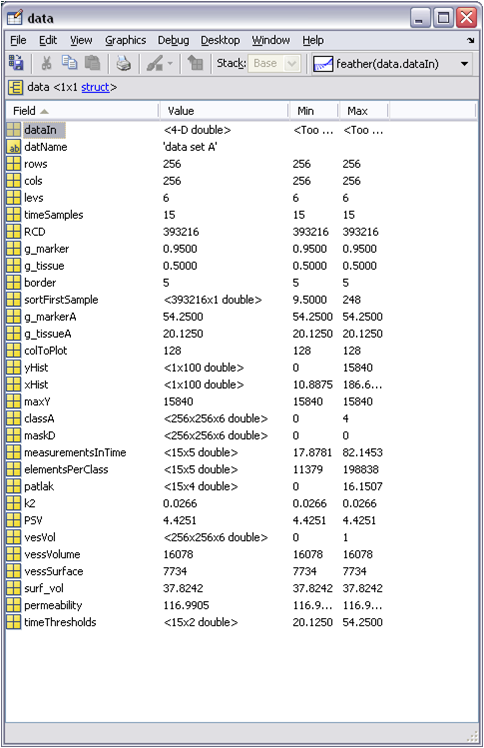 data
File Edit View Graphics Debug Desktop Window Help
Stack: Base feather(data.dataIn)
data <1x1 struct>
Field Value Min Max
dataIn <4-D double> <Too ... <Too ...
ab datName 'data set A'
rows 256 256 256
cols 256 256 256
levs 6 6 6
timeSamples 15 15 15
RCD 393216 393216 393216
g_marker 0.9500 0.9500 0.9500
g_tissue 0.5000 0.5000 0.5000
border 5 5 5
sortFirstSample <393216x1 double> 9.5000 248
g_markerA 54.2500 54.2500 54.2500
g_tissueA 20.1250 20.1250 20.1250
colToPlot 128 128 128
yHist <1x100 double> 0 15840
xHist <1x100 double> 10.8875 186.6...
maxY 15840 15840 15840
classA <256x256x6 double> 0 4
maskD <256x256x6 double> 0 0
measurementsInTime <15x5 double> 17.8781 82.1453
elementsPerClass <15x5 double> 11379 198838
patlak <15x4 double> 0 16.1507
k2 0.0266 0.0266 0.0266
PSV 4.4251 4.4251 4.4251
vesVol <256x256x6 double> 0 1
vessVolume 16078 16078 16078
vessSurface 7734 7734 7734
surf_vol 37.8242 37.8242 37.8242
permeability 116.9905 116.9... 116.9...
timeThresholds <15x2 double> 20.1250 54.2500